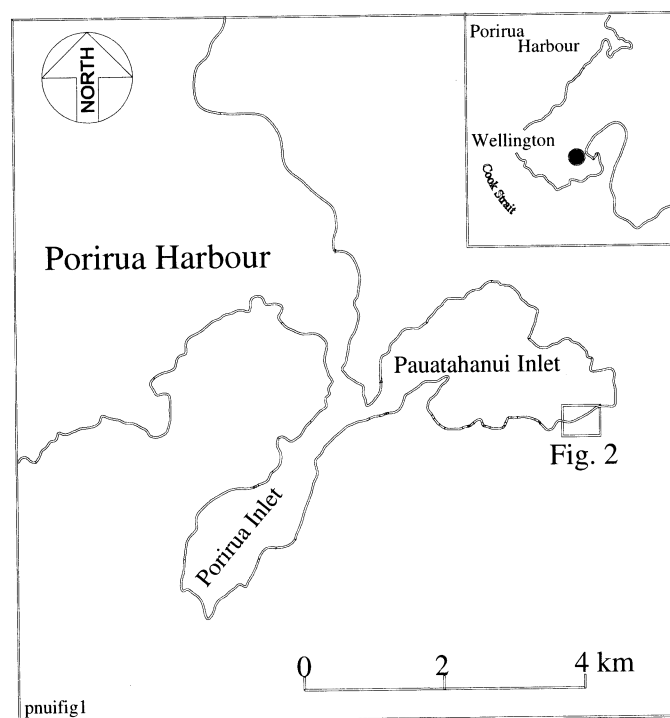 NORTH
Porirua
Harbour
Wellington
Cook Strait
Porirua Harbour
Pauatahanui Inlet
Fig. 2
Porirua Inlet
0 2 4 km
pnuifig1